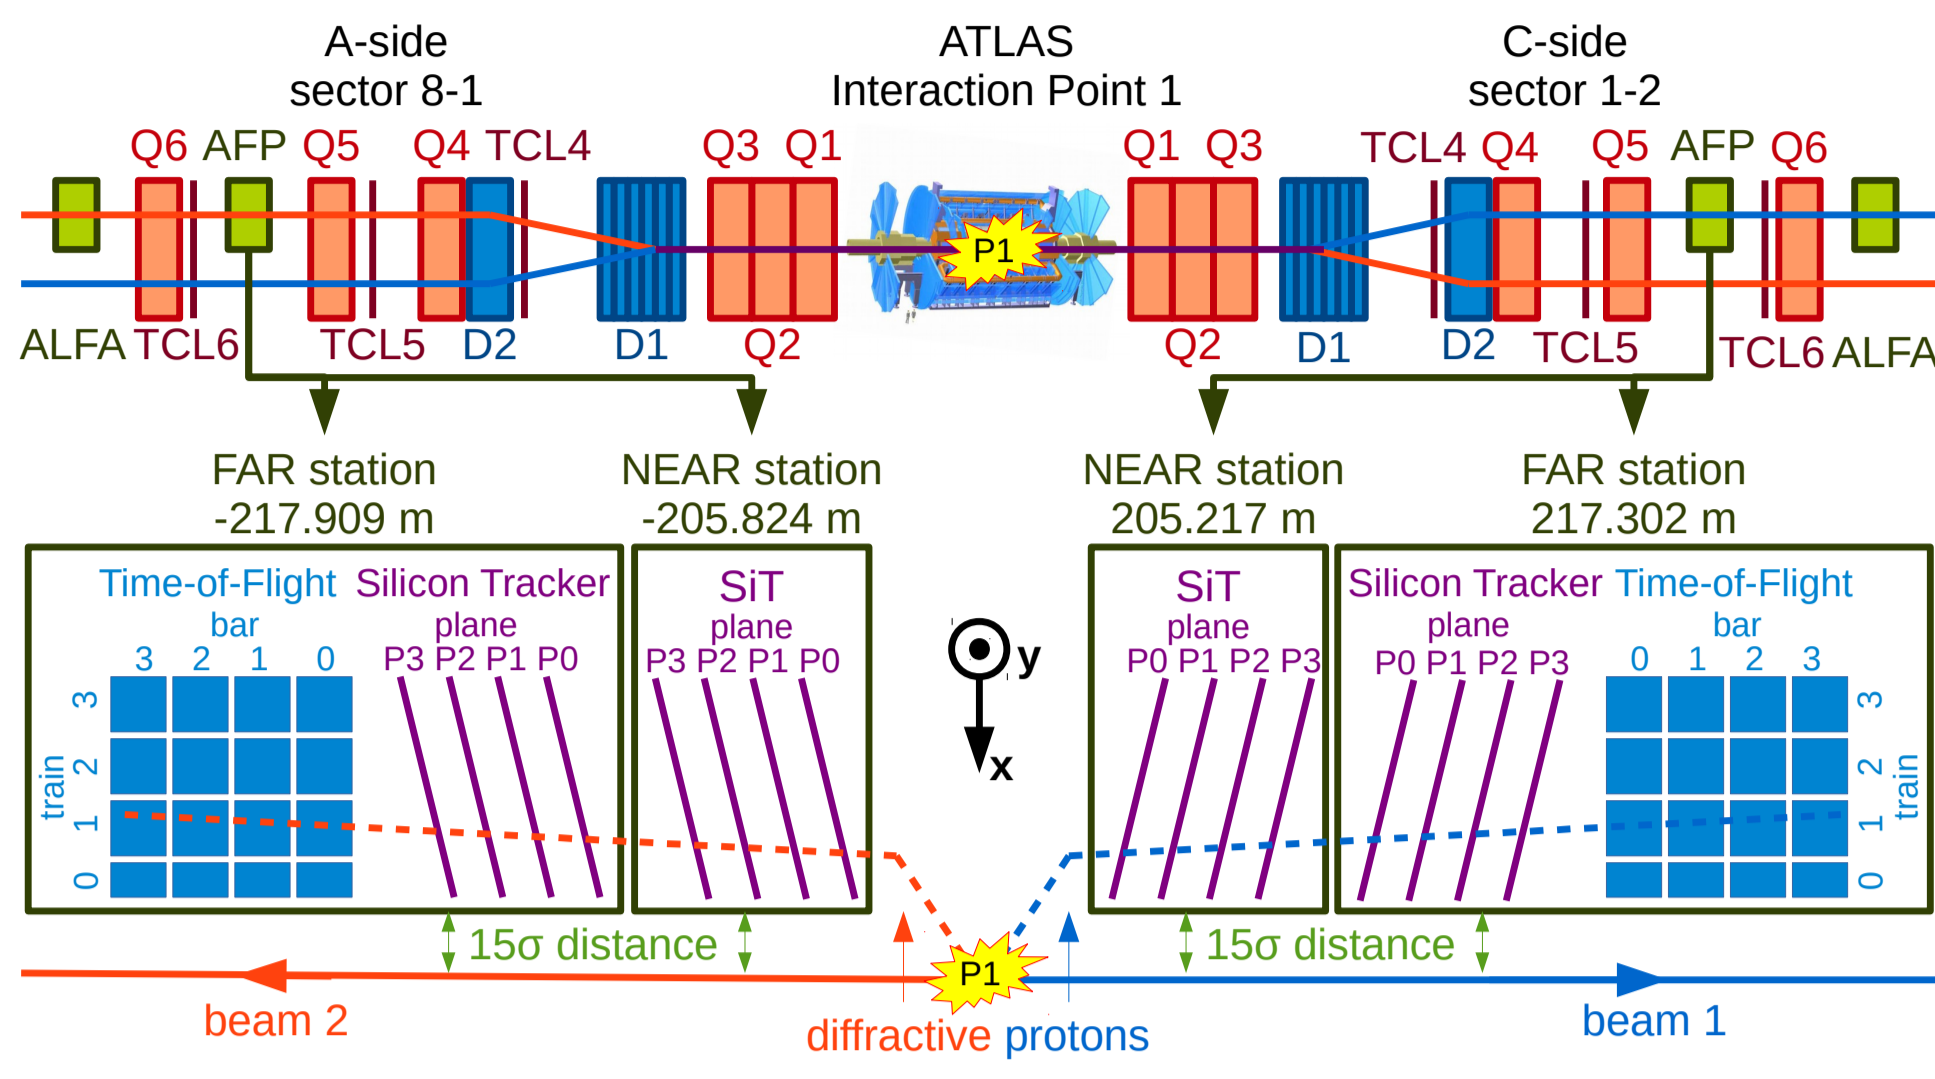 A-side
sector 8-1
ATLAS
Interaction Point 1
C-side
sector 1-2
Q6 AFP Q5 Q4 TCL4 Q3 Q1 Q1 Q3 TCL4 Q4 Q5 AFP Q6
P1
ALFA TCL6 TCL5 D2 D1 Q2 Q2 D1 D2 TCL5 TCL6 ALFA
FAR station
-217.909 m
NEAR station
-205.824 m
NEAR station
205.217 m
FAR station
217.302 m
Time-of-Flight
bar
3 2 1 0
train
3
2
1
0
Silicon Tracker
plane
P3 P2 P1 P0
SiT
plane
P3 P2 P1 P0
y
x
SiT
plane
P0 P1 P2 P3
Silicon Tracker
plane
P0 P1 P2 P3
Time-of-Flight
bar
0 1 2 3
3
2
1
0
train
15σ distance
15σ distance
P1
beam 2
diffractive protons
beam 1